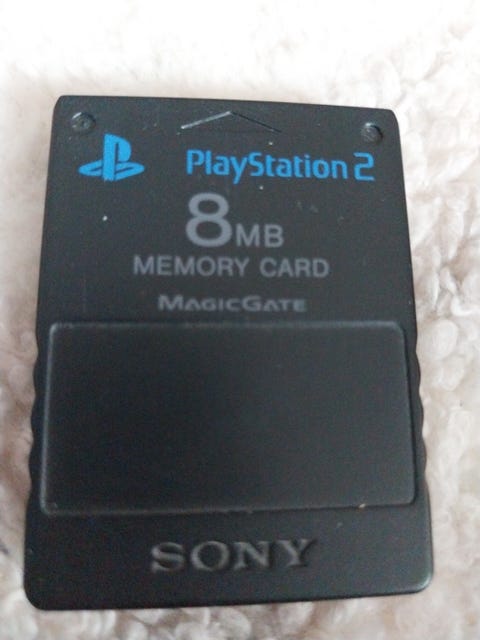 PlayStation 2
8MB
MEMORY CARD
MAGICGATE
SONY